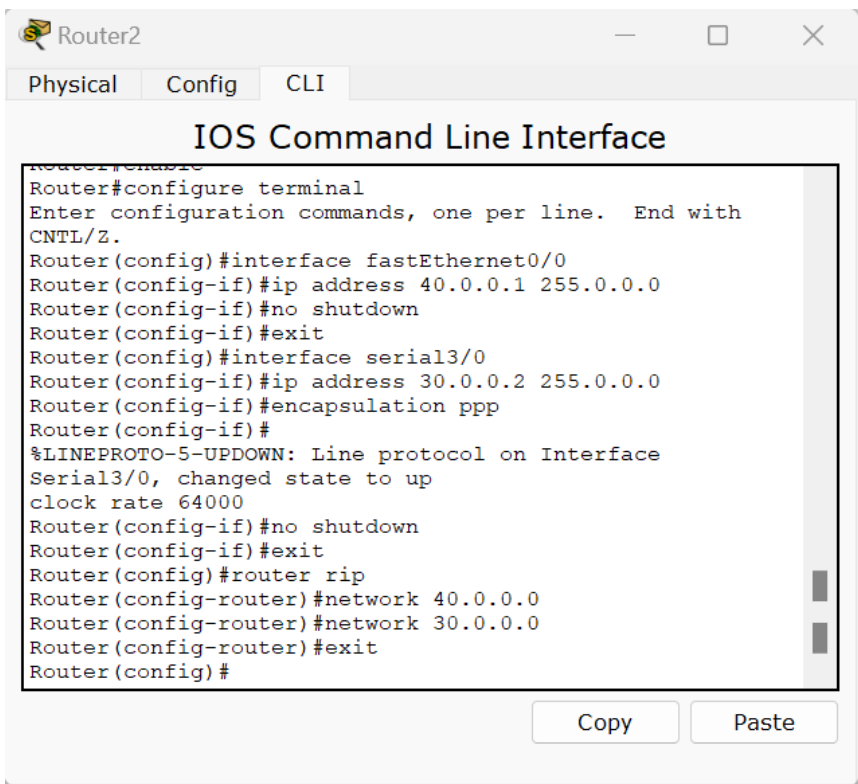 Router2
Physical Config CLI
IOS Command Line Interface
Router#enable
Router#configure terminal
Enter configuration commands, one per line.  End with
CNTL/Z.
Router(config)#interface fastEthernet0/0
Router(config-if)#ip address 40.0.0.1 255.0.0.0
Router(config-if)#no shutdown
Router(config-if)#exit
Router(config)#interface serial3/0
Router(config-if)#ip address 30.0.0.2 255.0.0.0
Router(config-if)#encapsulation ppp
Router(config-if)#
%LINEPROTO-5-UPDOWN: Line protocol on Interface
Serial3/0, changed state to up
clock rate 64000
Router(config-if)#no shutdown
Router(config-if)#exit
Router(config)#router rip
Router(config-router)#network 40.0.0.0
Router(config-router)#network 30.0.0.0
Router(config-router)#exit
Router(config)#
Copy Paste